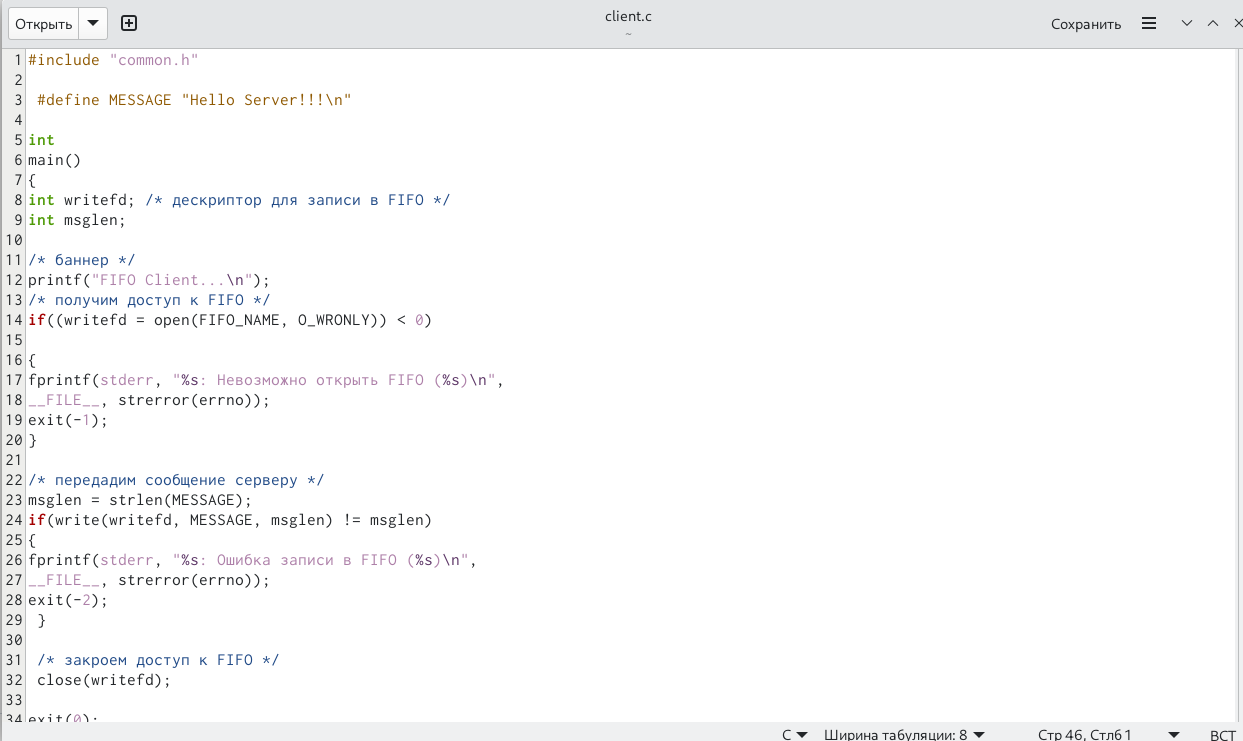 Открыть
client.c
~
Сохранить
1 #include "common.h"
2
3 #define MESSAGE "Hello Server!!!\n"
4
5 int
6 main()
7 {
8 int writefd; /* дескриптор для записи в FIFO */
9 int msglen;
10
11 /* баннер */
12 printf("FIFO Client...\n");
13 /* получим доступ к FIFO */
14 if((writefd = open(FIFO_NAME, O_WRONLY)) < 0)
15
16 {
17 fprintf(stderr, "%s: Невозможно открыть FIFO (%s)\n",
18 __FILE__, strerror(errno));
19 exit(-1);
20 }
21
22 /* передадим сообщение серверу */
23 msglen = strlen(MESSAGE);
24 if(write(writefd, MESSAGE, msglen) != msglen)
25 {
26 fprintf(stderr, "%s: Ошибка записи в FIFO (%s)\n",
27 __FILE__, strerror(errno));
28 exit(-2);
29 }
30
31 /* закроем доступ к FIFO */
32 close(writefd);
33
34 exit(0);
C Ширина табуляции: 8 Стр 46, Стлб 1 ВСТ